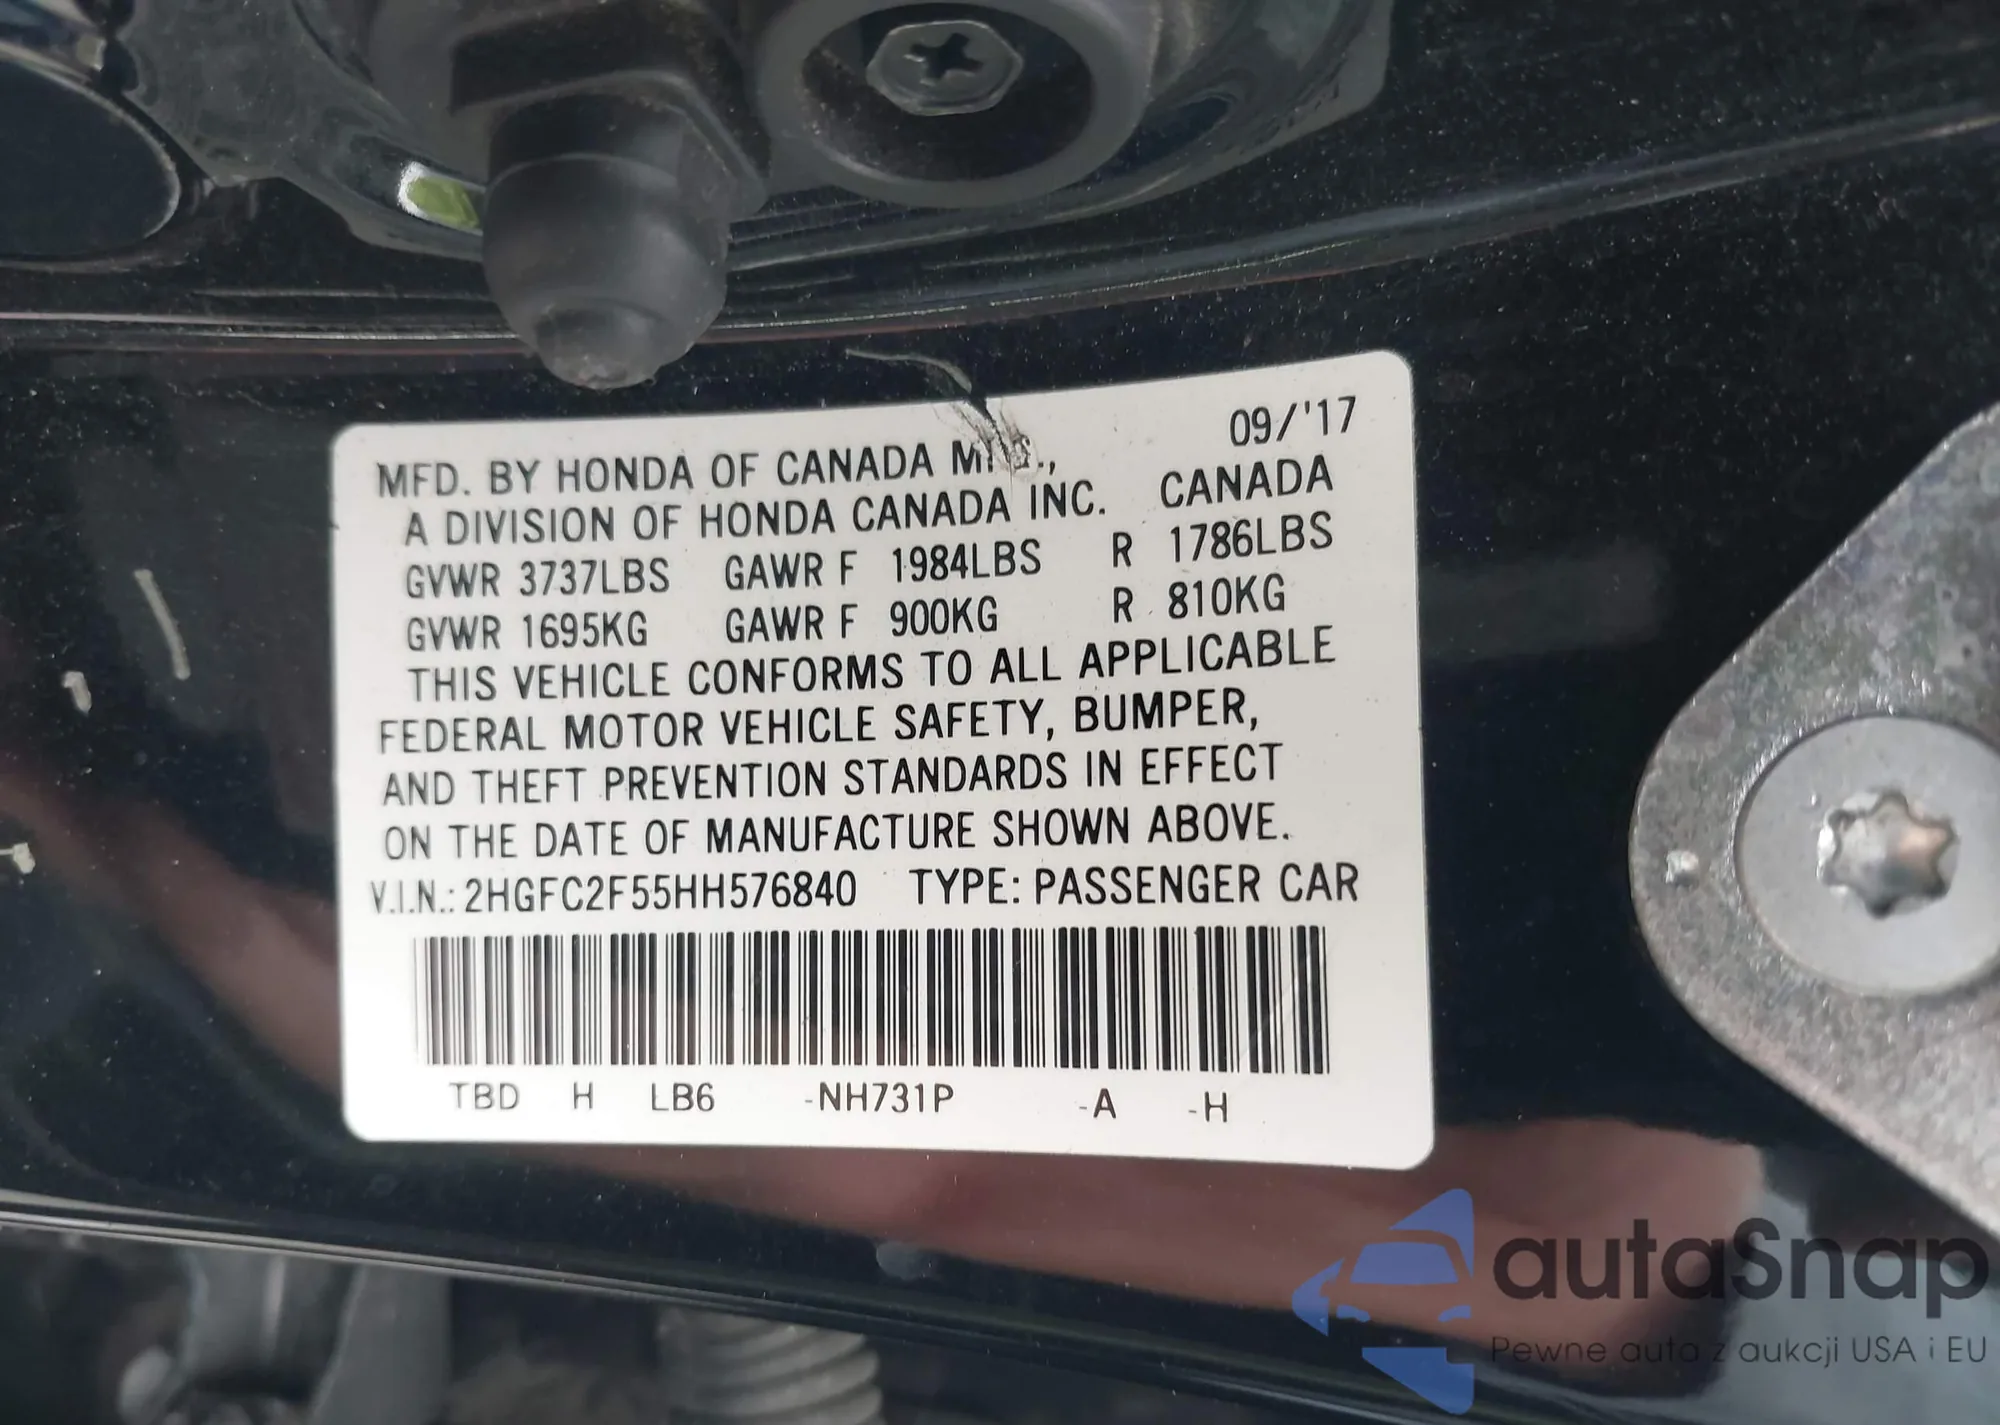 09/'17
MFD. BY HONDA OF CANADA
A DIVISION OF HONDA CANADA INC. CANADA
GVWR 3737LBS GAWR F 1984LBS R 1786LBS
GVWR 1695KG GAWR F 900KG R 810KG
THIS VEHICLE CONFORMS TO ALL APPLICABLE
FEDERAL MOTOR VEHICLE SAFETY, BUMPER,
AND THEFT PREVENTION STANDARDS IN EFFECT
ON THE DATE OF MANUFACTURE SHOWN ABOVE.
V.I.N.: 2HGFC2F55HH576840 TYPE: PASSENGER CAR
TBD H LB6 -NH731P -A -H
autaSnap
Pewne auta z aukcji USA i EU